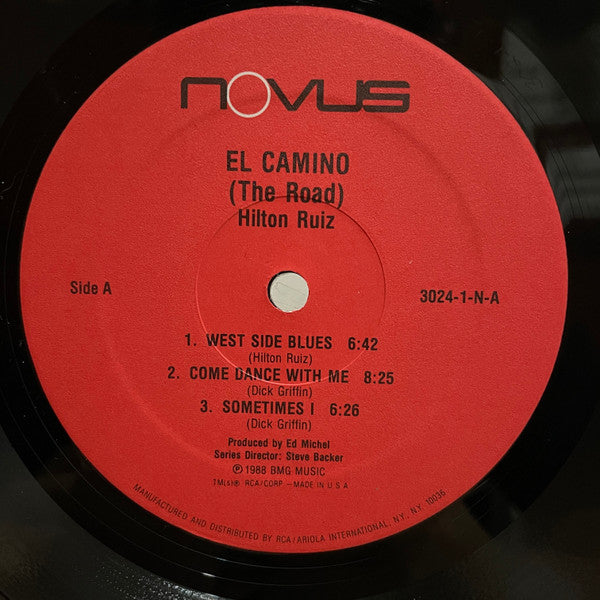 NOVUS
EL CAMINO
(The Road)
Hilton Ruiz
Side A
3024-1-N-A
1. WEST SIDE BLUES 6:42
(Hilton Ruiz)
2. COME DANCE WITH ME 8:25
(Dick Griffin)
3. SOMETIMES I 6:26
(Dick Griffin)
Produced by Ed Michel
Series Director: Steve Backer
℗ 1988 BMG MUSIC
TM(s)® RCA/CORP.—MADE IN U S A
MANUFACTURED AND DISTRIBUTED BY RCA/ARIOLA INTERNATIONAL, N.Y., N.Y. 10036.